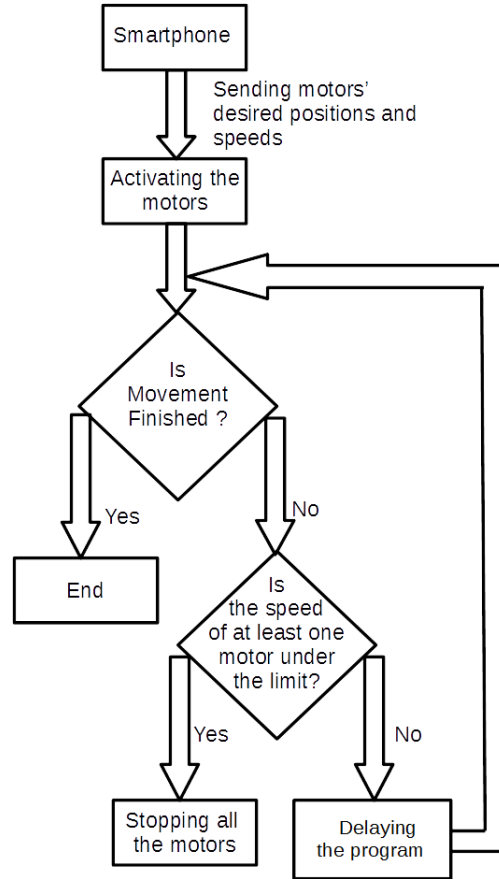 Smartphone
Sending motors'
desired positions and
speeds
Activating the
motors
Is
Movement
Finished ?
Yes
No
End
Is
the speed
of at least one
motor under
the limit?
Yes
No
Stopping all
the motors
Delaying
the program